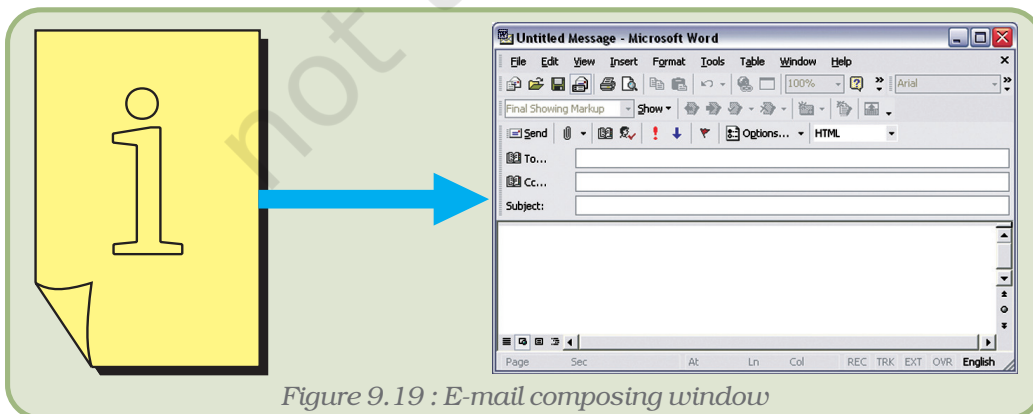 not
i
Untitled Message - Microsoft Word
File Edit View Insert Format Tools Table Window Help
100% Arial
Final Showing Markup Show
Send Options... HTML
To...
Cc...
Subject:
Page Sec At Ln Col REC TRK EXT OVR English
Figure 9.19 : E-mail composing window